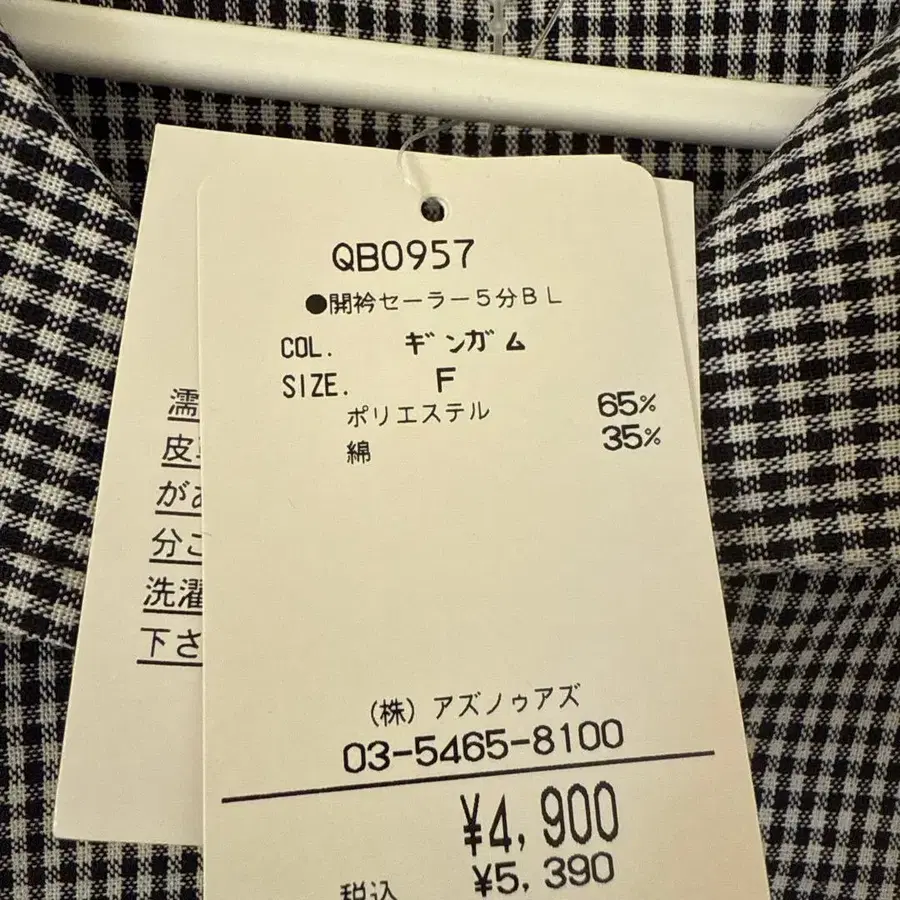 QB0957
●開衿セーラー5分BL
COL. ギンガム
SIZE. F
ポリエステル 65%
綿 35%
(株)アズノゥアズ
03-5465-8100
¥4,900
税込 ¥5,390
濡
皮
があ
分ご
洗濯
下さ